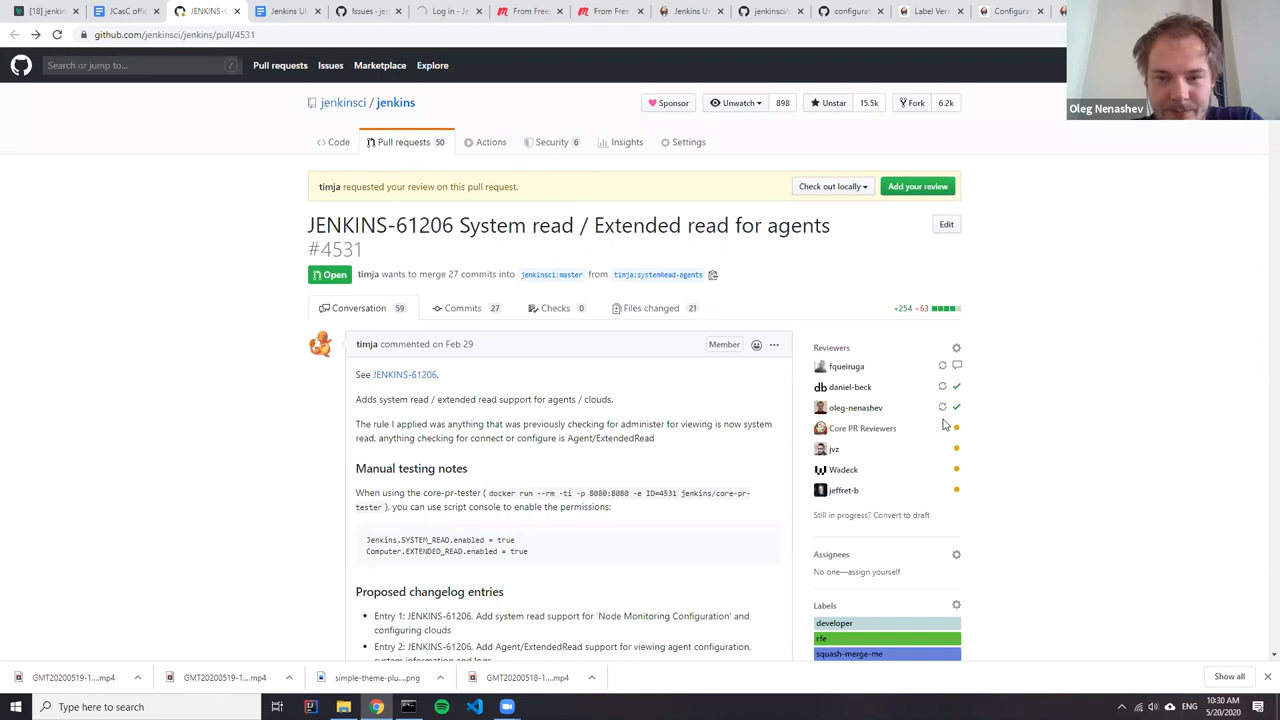 [18] jenkin
JCasC offic
JENKINS-6
Jenkins UI
Issues - jen
Log in - Je
From Free
From Free
Jenkins U
jenkinsci/
configurat
Label Veri
Configura
github.com/jenkinsci/jenkins/pull/4531
Search or jump to... /
Pull requests Issues Marketplace Explore
Oleg Nenashev
jenkinsci / jenkins
Sponsor Unwatch 898 Unstar 15.5k Fork 6.2k
Code Pull requests 50 Actions Security 6 Insights Settings
timja requested your review on this pull request.
Check out locally Add your review
JENKINS-61206 System read / Extended read for agents
#4531
Edit
Open timja wants to merge 27 commits into jenkinsci:master from timja:systemRead-agents
Conversation 59 Commits 27 Checks 0 Files changed 21 +254 −63
timja commented on Feb 29 Member
See JENKINS-61206.
Adds system read / extended read support for agents / clouds.
The rule I applied was anything that was previously checking for administer for viewing is now system
read, anything checking for connect or configure is Agent/ExtendedRead
Manual testing notes
When using the core-pr-tester ( docker run --rm -ti -p 8080:8080 -e ID=4531 jenkins/core-pr-
tester ), you can use script console to enable the permissions:
Jenkins.SYSTEM_READ.enabled = true
Computer.EXTENDED_READ.enabled = true
Proposed changelog entries
Entry 1: JENKINS-61206, Add system read support for 'Node Monitoring Configuration' and
configuring clouds
Entry 2: JENKINS-61206, Add Agent/ExtendedRead support for viewing agent configuration,
system information and logs
Reviewers
fqueiruga
daniel-beck
oleg-nenashev
Core PR Reviewers
jvz
Wadeck
jeffret-b
Still in progress? Convert to draft
Assignees
No one—assign yourself
Labels
developer
rfe
squash-merge-me
GMT20200519-1....mp4
GMT20200519-1....mp4
simple-theme-plu....png
GMT20200518-1....mp4
Show all
Type here to search
ENG
10:30 AM
5/20/2020